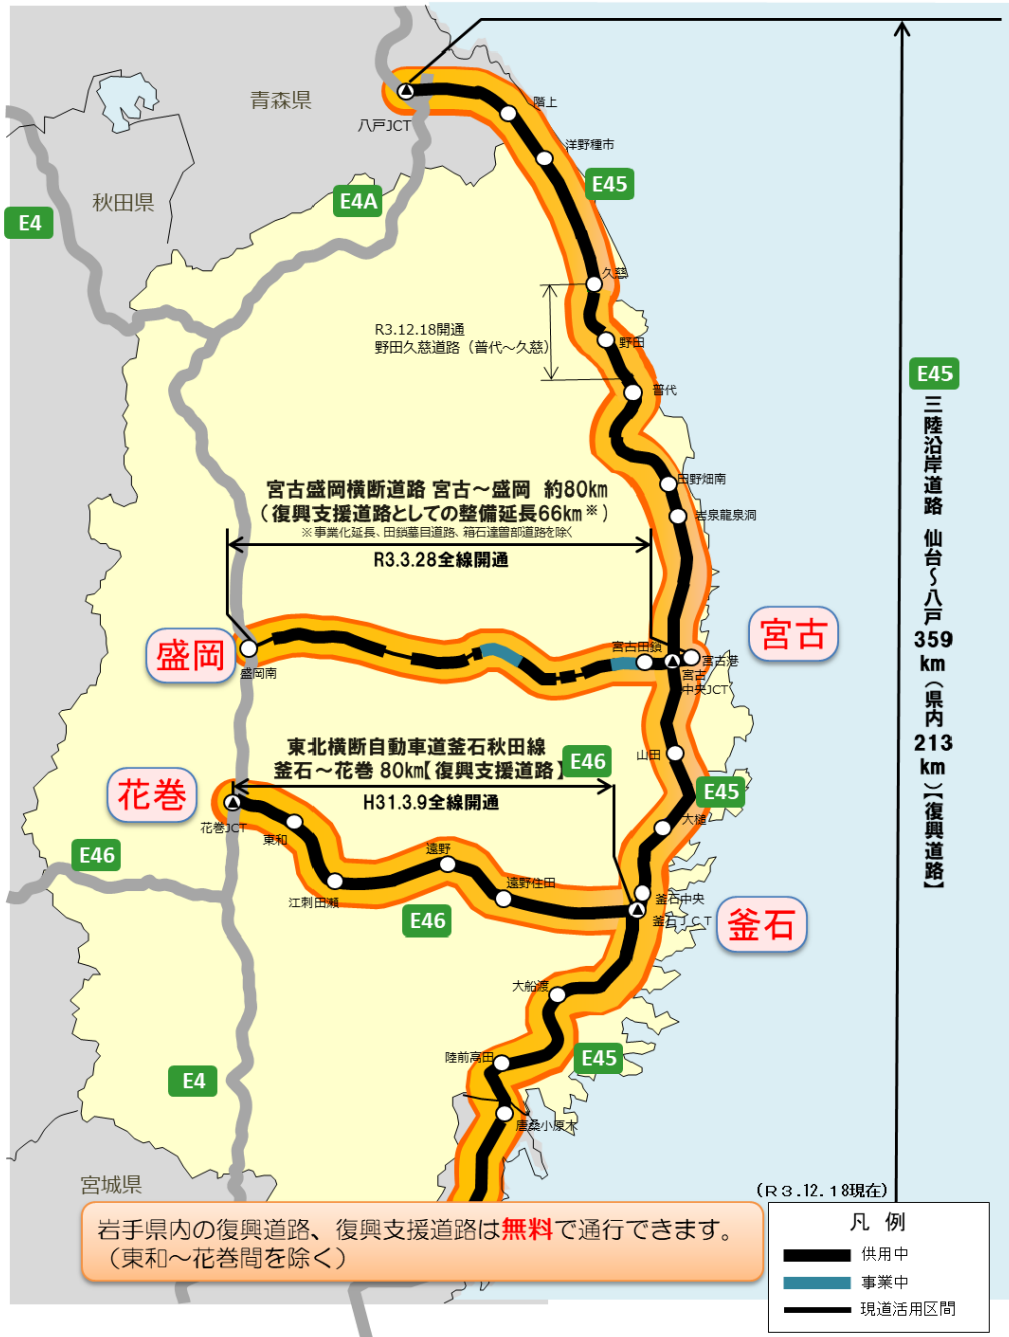 青森県
八戸JCT
階上
洋野種市
E45
秋田県
E4A
E4
久慈
R3.12.18開通
野田久慈道路（普代～久慈）
野田
普代
E45
三陸沿岸道路 仙台～八戸359km（県内213km）【復興道路】
田野畑南
岩泉龍泉洞
宮古盛岡横断道路 宮古～盛岡 約80km
（復興支援道路としての整備延長66km※）
※事業化延長、田鎖蟇目道路、箱石達曽部道路を除く
R3.3.28全線開通
盛岡
盛岡南
宮古田鎖
宮古
宮古港
宮古
中央JCT
山田
東北横断自動車道釜石秋田線
釜石～花巻 80km【復興支援道路】
E46
H31.3.9全線開通
E45
花巻
花巻JCT
東和
大槌
E46
遠野
江刺田瀬
遠野住田
E46
釜石中央
釜石JCT
釜石
大船渡
陸前高田
E45
E4
唐桑小原木
宮城県
（R3.12.18現在）
岩手県内の復興道路、復興支援道路は無料で通行できます。
（東和～花巻間を除く）
凡 例
供用中
事業中
現道活用区間